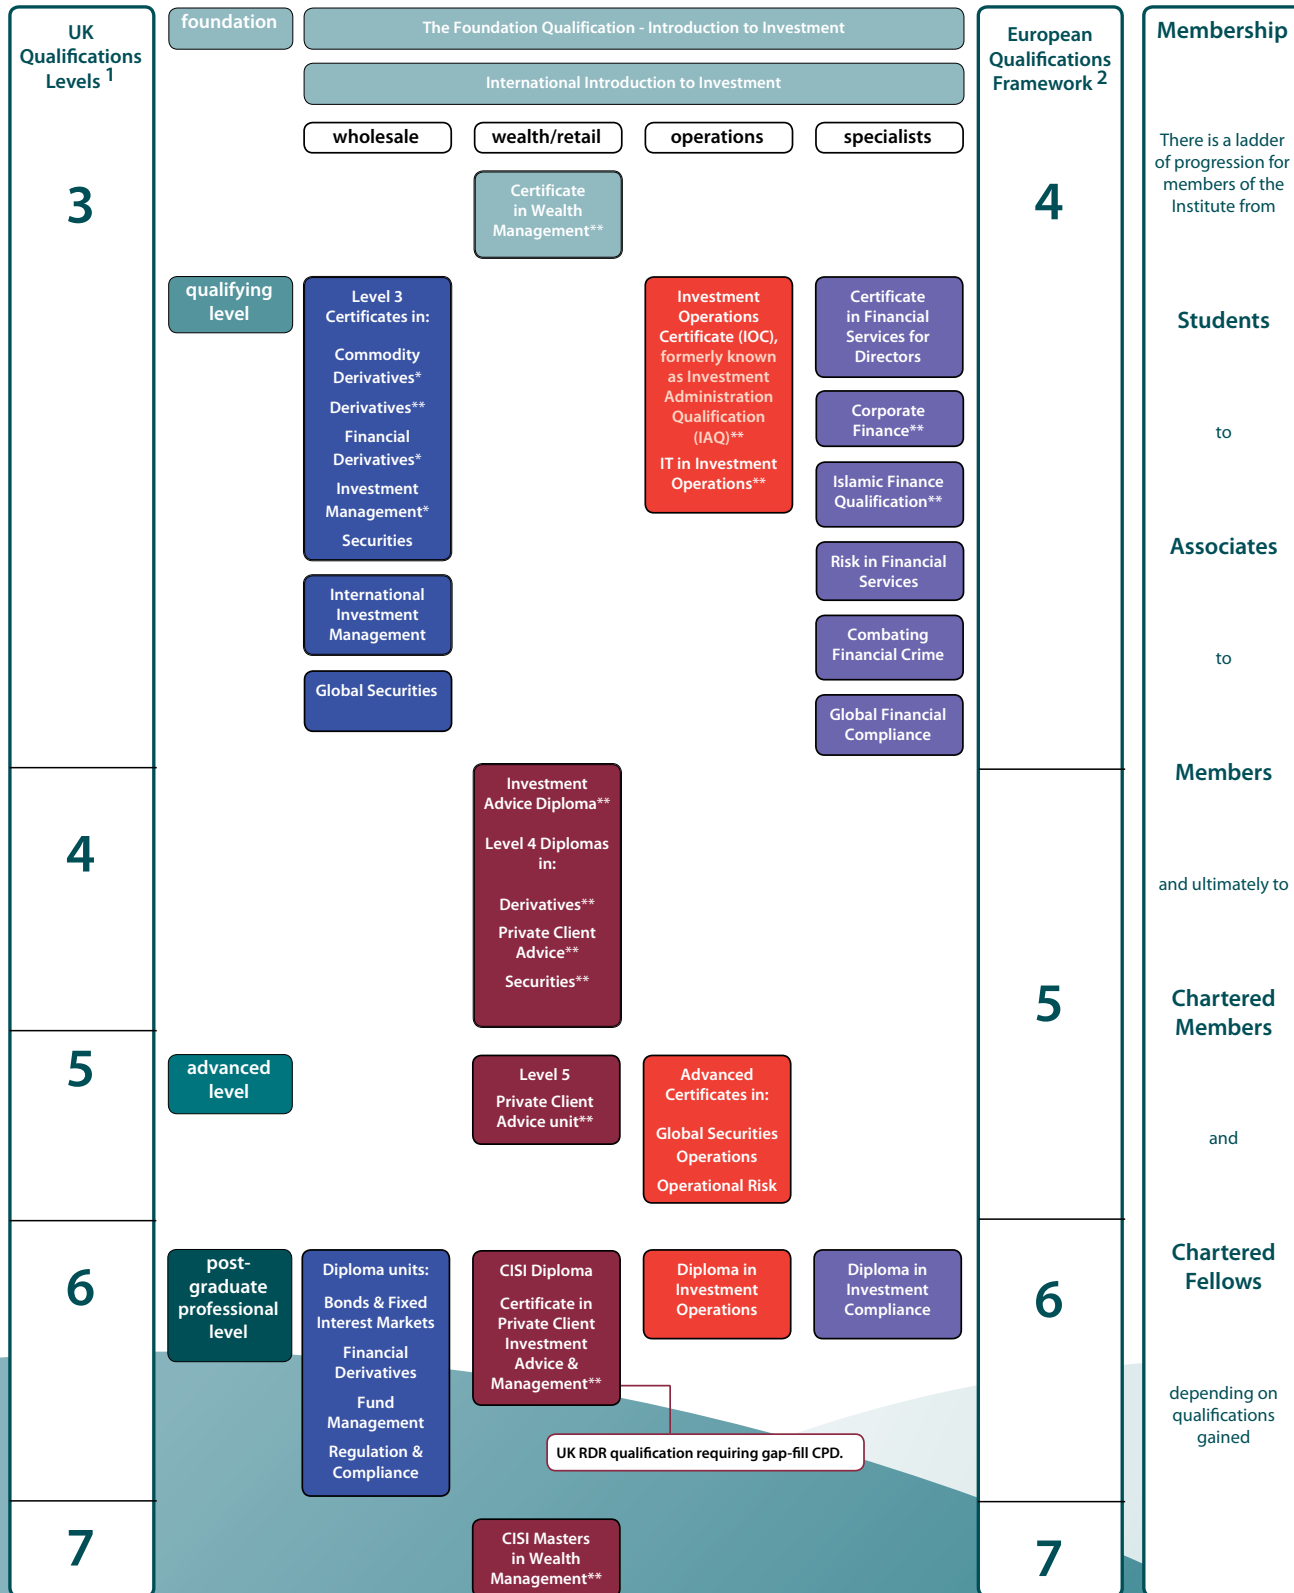 UK
Qualifications
Levels 1
foundation
The Foundation Qualification - Introduction to Investment
International Introduction to Investment
European
Qualifications
Framework 2
Membership
wholesale
wealth/retail
operations
specialists
There is a ladder
of progression for
members of the
Institute from
3
Certificate
in Wealth
Management**
4
qualifying
level
Level 3
Certificates in:
Commodity
Derivatives*
Derivatives**
Financial
Derivatives*
Investment
Management*
Securities
International
Investment
Management
Global Securities
Investment
Operations
Certificate (IOC),
formerly known
as Investment
Administration
Qualification
(IAQ)**
IT in Investment
Operations**
Certificate
in Financial
Services for
Directors
Corporate
Finance**
Islamic Finance
Qualification**
Risk in Financial
Services
Combating
Financial Crime
Global Financial
Compliance
Students
to
Associates
to
Members
4
Investment
Advice Diploma**
Level 4 Diplomas
in:
Derivatives**
Private Client
Advice**
Securities**
5
and ultimately to
Chartered
Members
5
advanced
level
Level 5
Private Client
Advice unit**
Advanced
Certificates in:
Global Securities
Operations
Operational Risk
and
6
post-
graduate
professional
level
Diploma units:
Bonds & Fixed
Interest Markets
Financial
Derivatives
Fund
Management
Regulation &
Compliance
CISI Diploma
Certificate in
Private Client
Investment
Advice &
Management**
Diploma in
Investment
Operations
Diploma in
Investment
Compliance
6
Chartered
Fellows
depending on
qualifications
gained
UK RDR qualification requiring gap-fill CPD.
7
CISI Masters
in Wealth
Management**
7